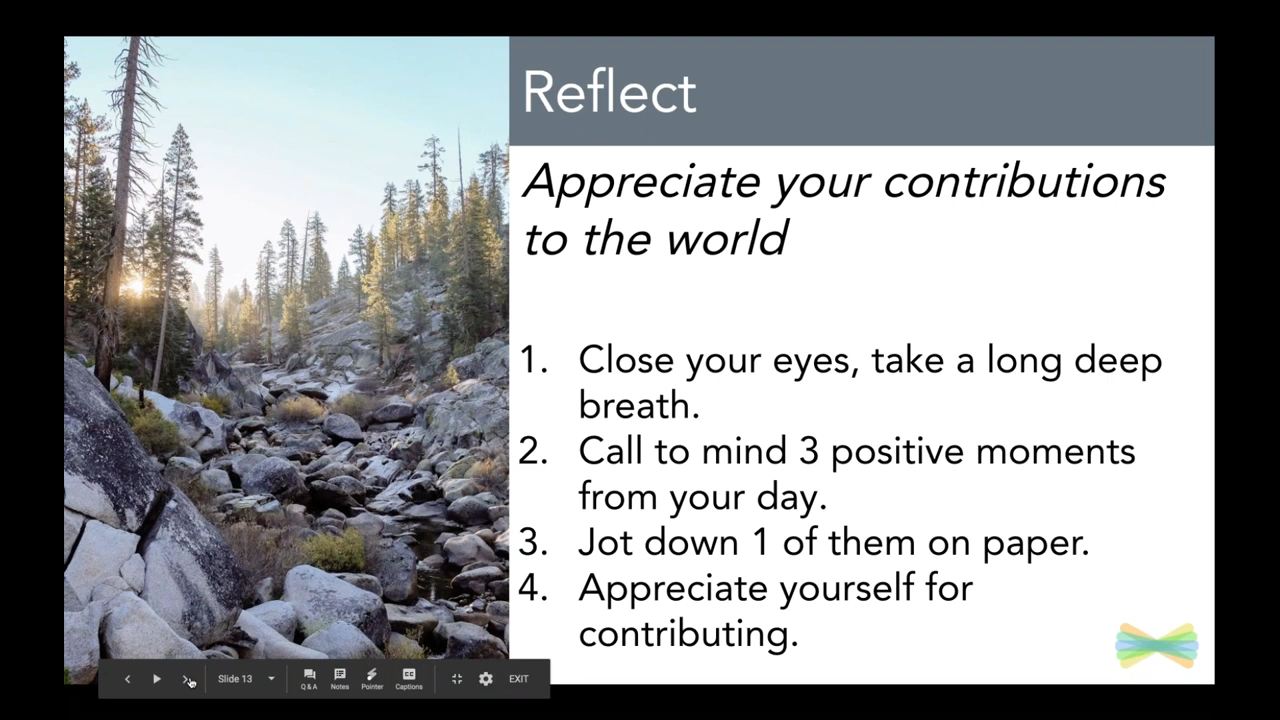 Reflect
Appreciate your contributions
to the world
1. Close your eyes, take a long deep
breath.
2. Call to mind 3 positive moments
from your day.
3. Jot down 1 of them on paper.
4. Appreciate yourself for
contributing.
Slide 13
Q & A
Notes
Pointer
CC
Captions
EXIT